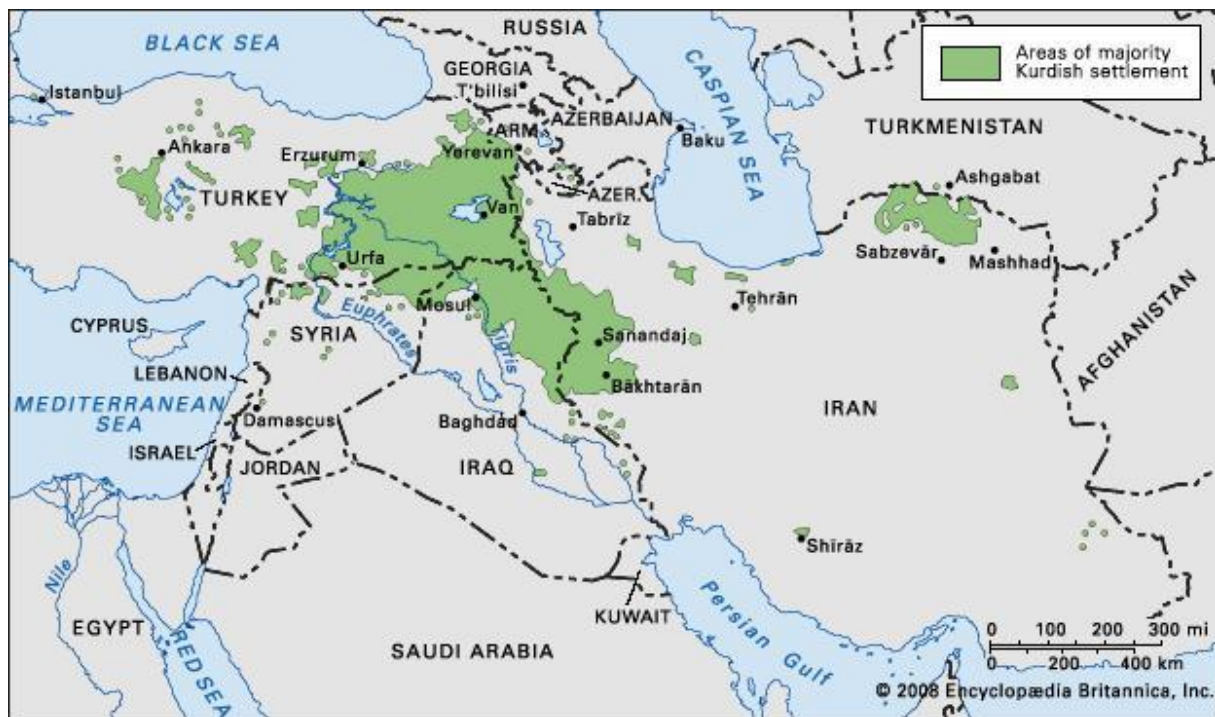 BLACK SEA
RUSSIA
Areas of majority
Kurdish settlement
GEORGIA
T'bilisi
CASPIAN SEA
Istanbul
AZERBAIJAN
Baku
TURKMENISTAN
ARM.
Yerevan
Ankara
Erzurum
Ashgabat
TURKEY
AZER.
Van
Tabrīz
Sabzevār
Mashhad
Urfa
Mosul
Tehrān
CYPRUS
SYRIA
Euphrates
Tigris
Sanandaj
AFGHANISTAN
LEBANON
Bākhtarān
MEDITERRANEAN
SEA
Damascus
Baghdād
IRAN
ISRAEL
JORDAN
IRAQ
Shīrāz
Nile
KUWAIT
Persian Gulf
EGYPT
RED SEA
SAUDI ARABIA
0 100 200 300 mi
0 200 400 km
© 2008 Encyclopædia Britannica, Inc.